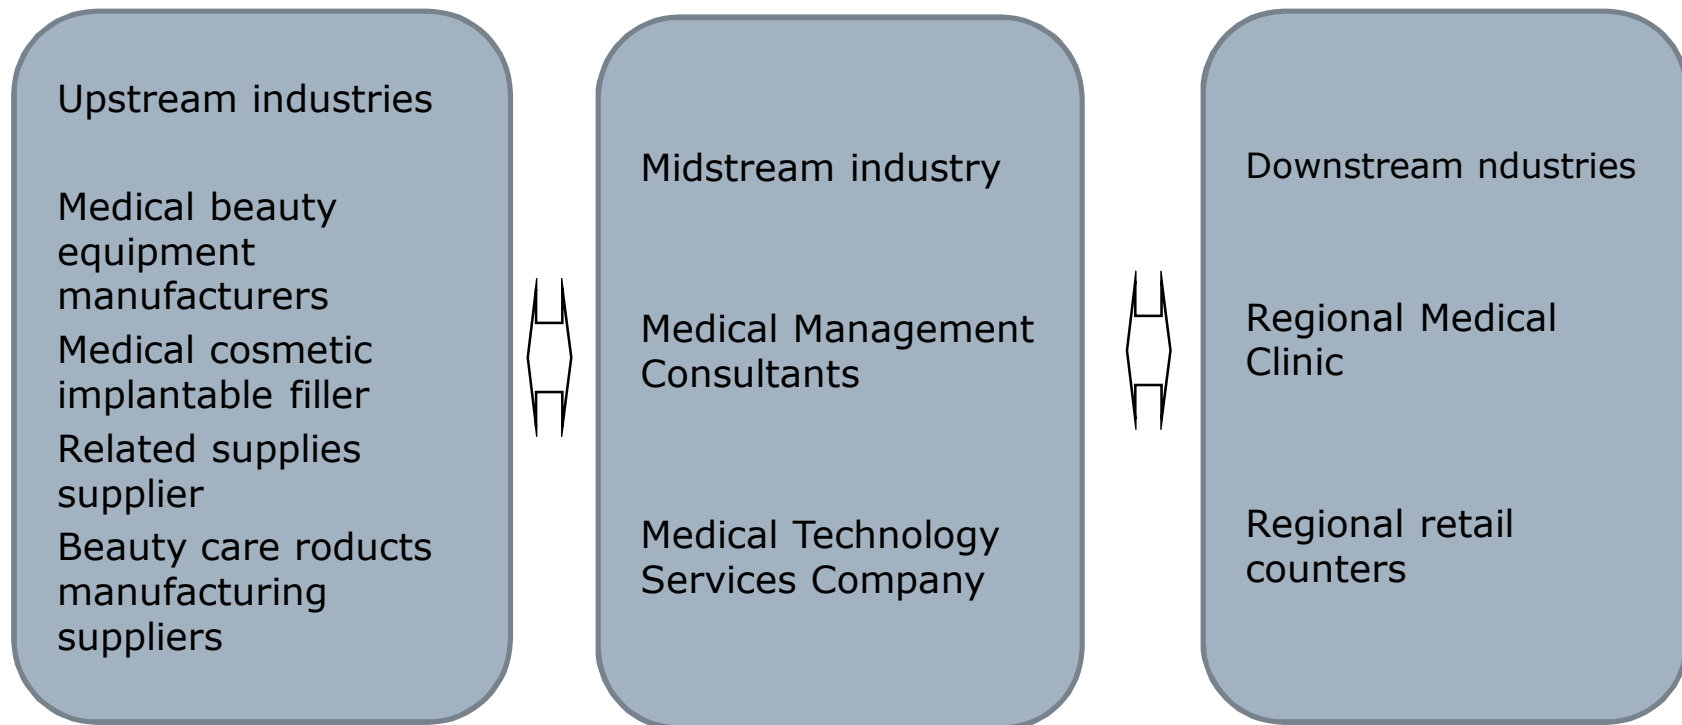 Upstream industries
Medical beauty
equipment
manufacturers
Medical cosmetic
implantable filler
Related supplies
supplier
Beauty care roducts
manufacturing
suppliers
Midstream industry
Medical Management
Consultants
Medical Technology
Services Company
Downstream ndustries
Regional Medical
Clinic
Regional retail
counters